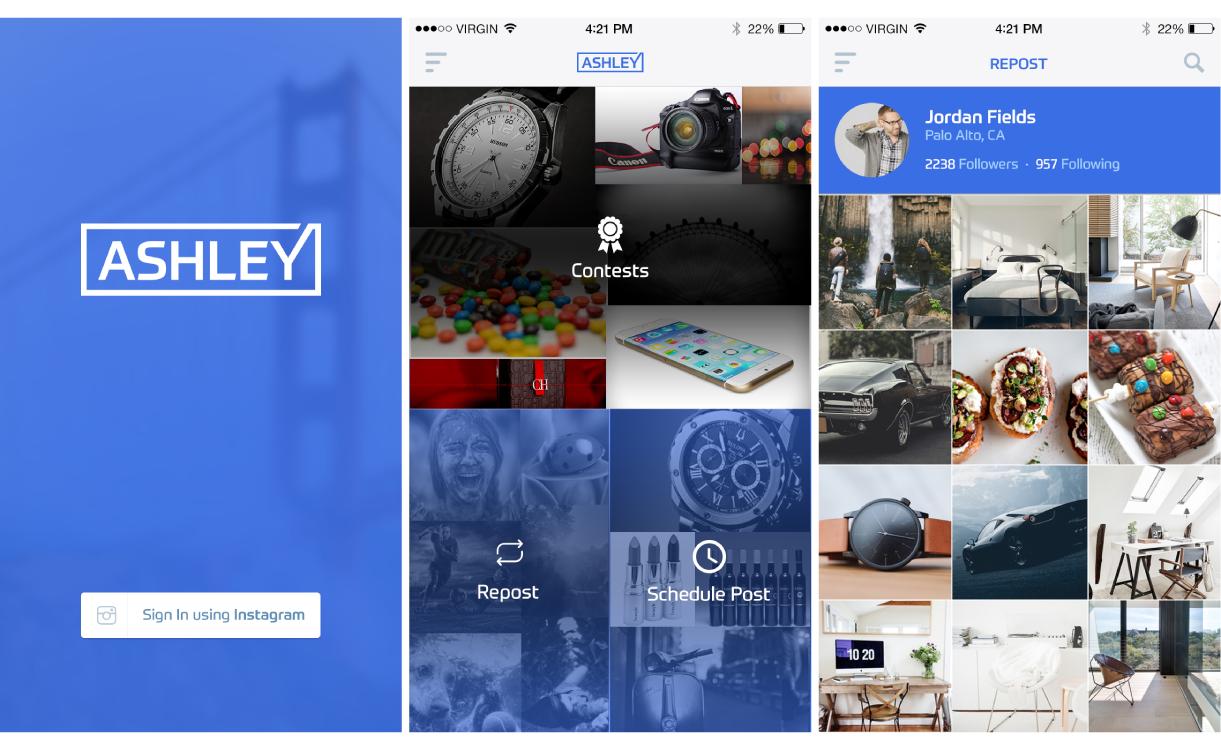 ASHLEY
Sign In using Instagram
VIRGIN 4:21 PM 22%
ASHLEY
Canon
Contests
CH
Repost
Schedule Post
VIRGIN 4:21 PM 22%
REPOST
Jordan Fields
Palo Alto, CA
2238 Followers · 957 Following
10 20